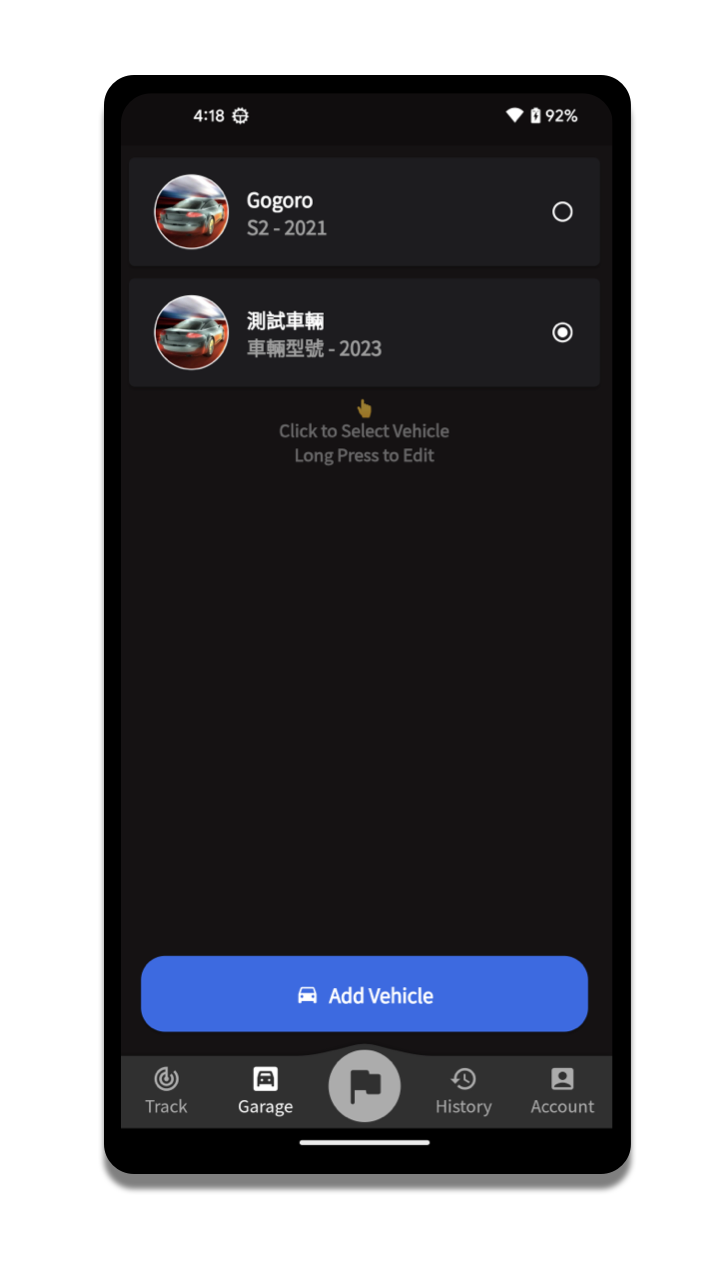 4:18
92%
Gogoro
S2 - 2021
測試車輛
車輛型號 - 2023
Click to Select Vehicle
Long Press to Edit
Add Vehicle
Track
Garage
History
Account